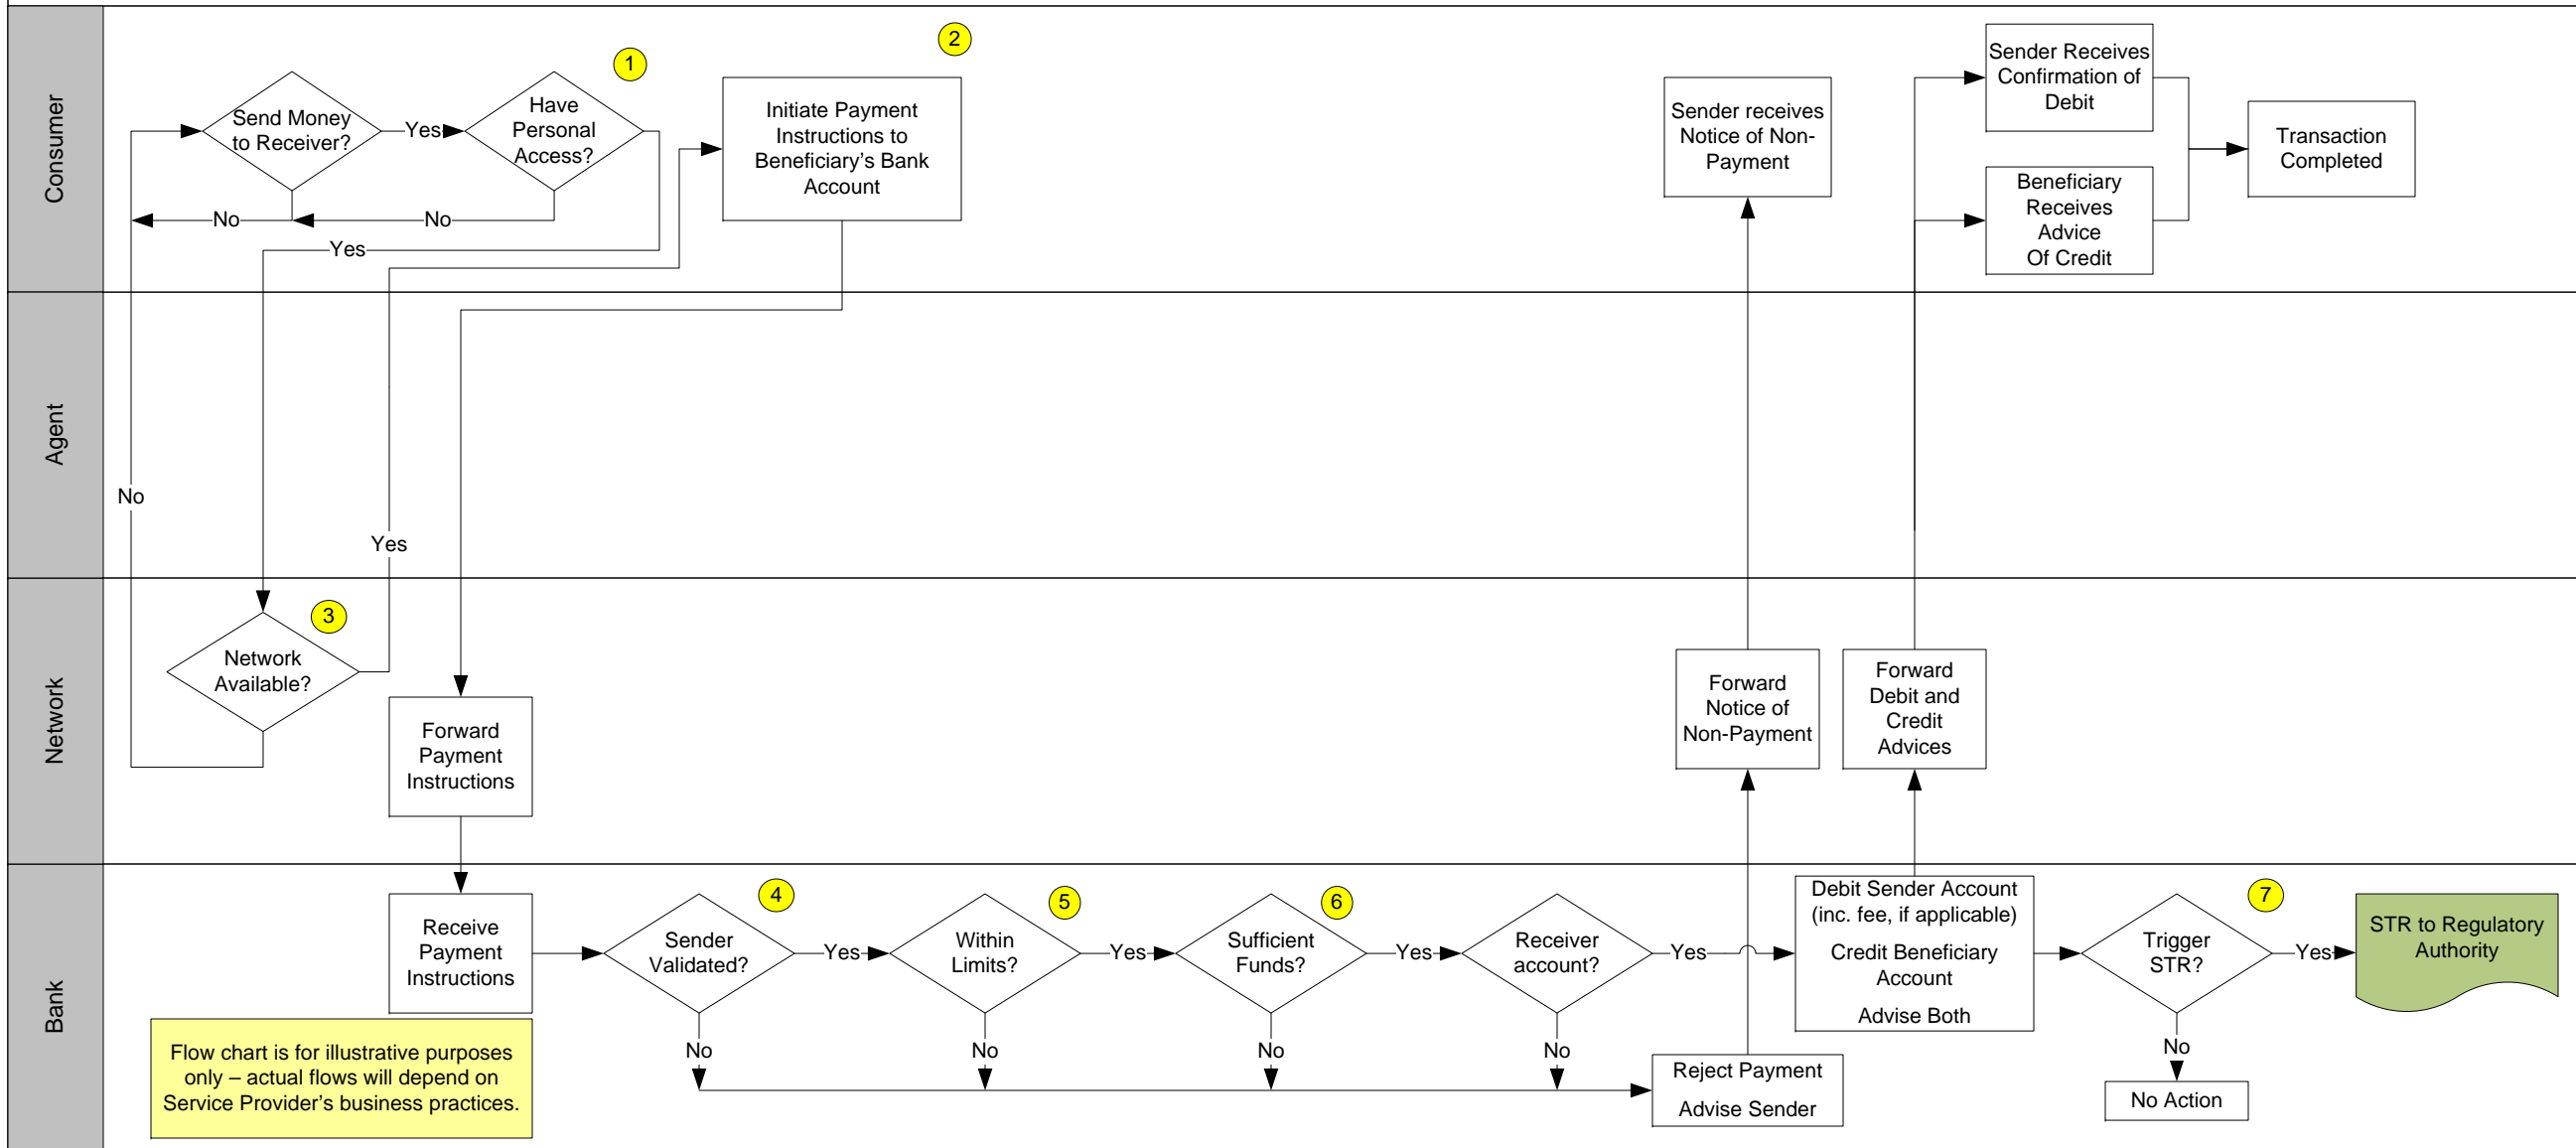 Consumer
1
2
Send Money
to Receiver?
Yes
Have
Personal
Access?
No
No
Yes
Initiate Payment
Instructions to
Beneficiary's Bank
Account
Sender receives
Notice of Non-
Payment
Sender Receives
Confirmation of
Debit
Beneficiary
Receives
Advice
Of Credit
Transaction
Completed
Agent
No
Yes
Network
3
Network
Available?
Forward
Payment
Instructions
Forward
Notice of
Non-Payment
Forward
Debit and
Credit
Advices
Bank
Receive
Payment
Instructions
4
Sender
Validated?
Yes
No
5
Within
Limits?
Yes
No
6
Sufficient
Funds?
Yes
No
Receiver
account?
Yes
No
Reject Payment
Advise Sender
Debit Sender Account
(inc. fee, if applicable)
Credit Beneficiary
Account
Advise Both
7
Trigger
STR?
Yes
No
STR to Regulatory
Authority
No Action
Flow chart is for illustrative purposes
only – actual flows will depend on
Service Provider's business practices.